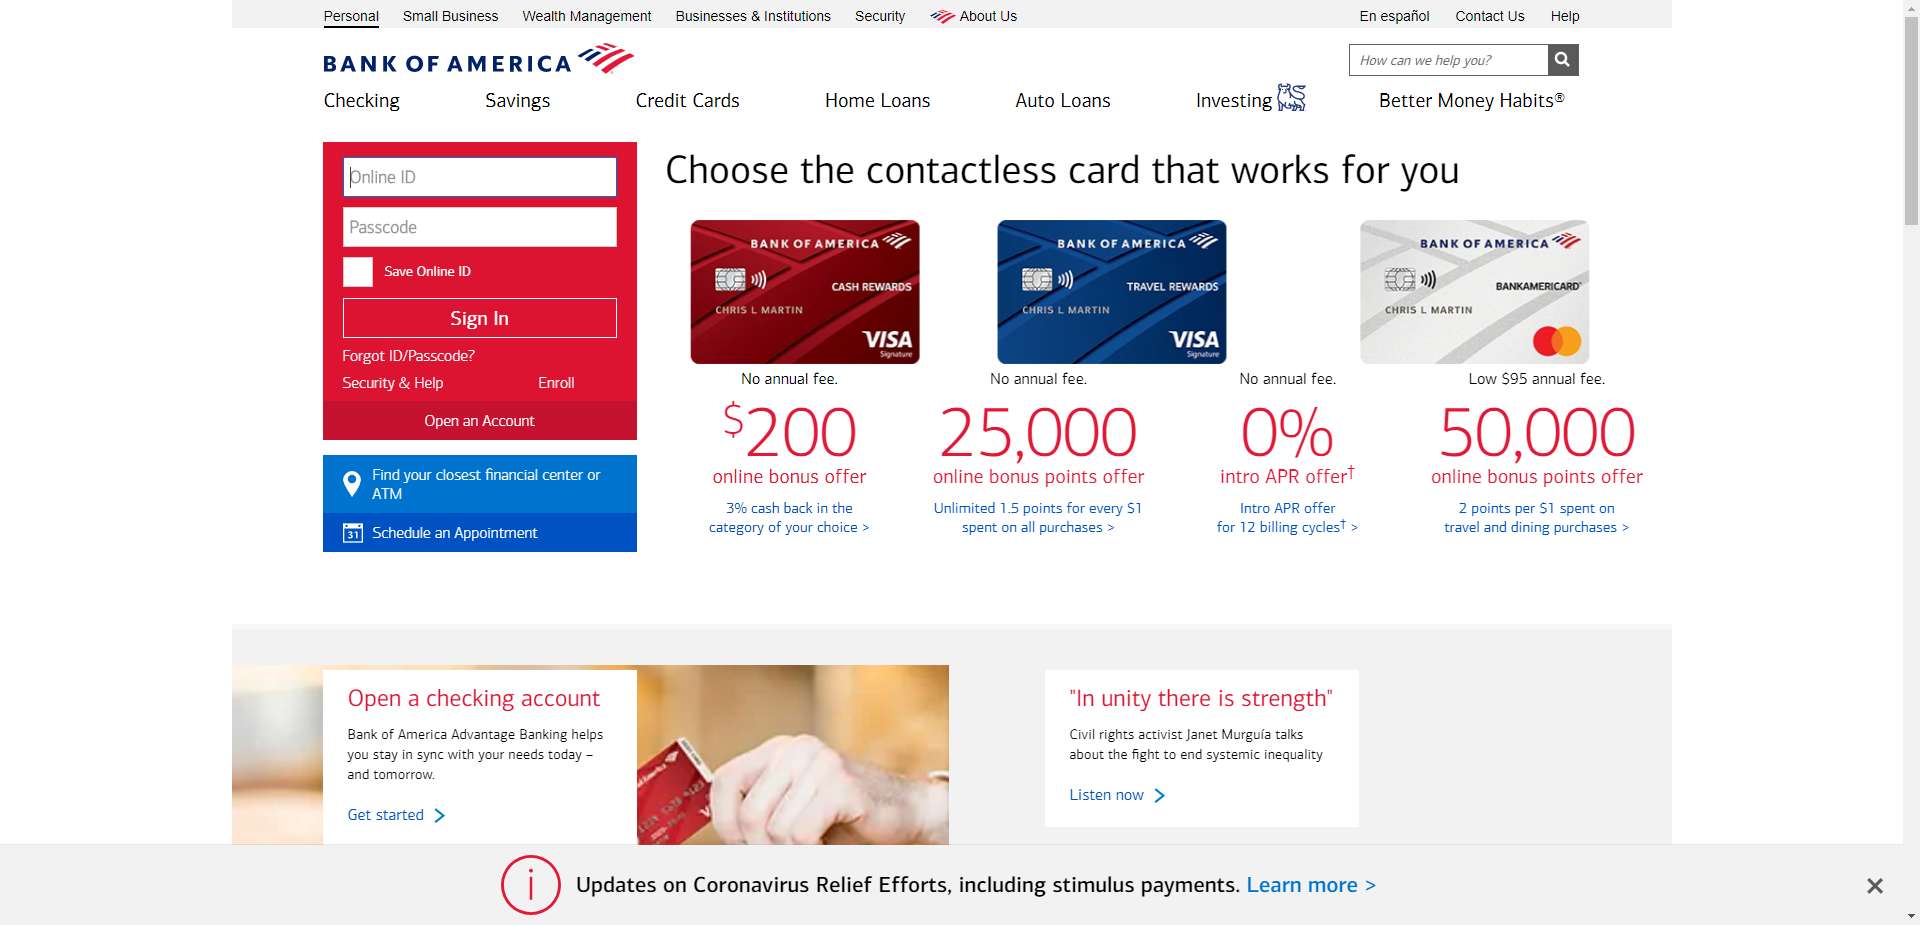 Personal
Small Business
Wealth Management
Businesses & Institutions
Security
About Us
En español
Contact Us
Help
BANK OF AMERICA
How can we help you?
Checking
Savings
Credit Cards
Home Loans
Auto Loans
Investing
Better Money Habits®
Online ID
Passcode
Save Online ID
Sign In
Forgot ID/Passcode?
Security & Help
Enroll
Open an Account
Find your closest financial center or
ATM
31
Schedule an Appointment
Choose the contactless card that works for you
BANK OF AMERICA
CASH REWARDS
CHRIS L MARTIN
VISA
Signature
BANK OF AMERICA
TRAVEL REWARDS
CHRIS L MARTIN
VISA
Signature
BANK OF AMERICA
BANKAMERICARD®
CHRIS L MARTIN
No annual fee.
$200
online bonus offer
3% cash back in the
category of your choice >
No annual fee.
25,000
online bonus points offer
Unlimited 1.5 points for every $1
spent on all purchases >
No annual fee.
0%
intro APR offer†
Intro APR offer
for 12 billing cycles† >
Low $95 annual fee.
50,000
online bonus points offer
2 points per $1 spent on
travel and dining purchases >
Open a checking account
Bank of America Advantage Banking helps
you stay in sync with your needs today –
and tomorrow.
Get started
"In unity there is strength"
Civil rights activist Janet Murguía talks
about the fight to end systemic inequality
Listen now
Updates on Coronavirus Relief Efforts, including stimulus payments. Learn more >